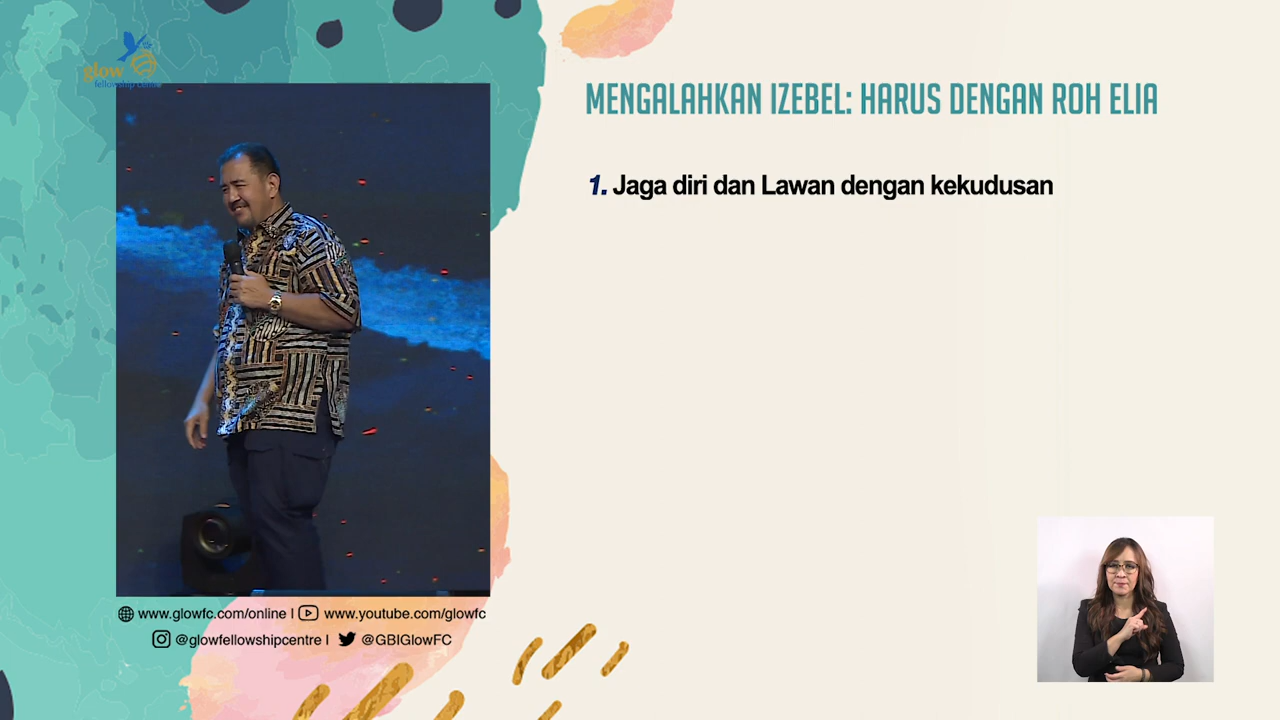 glow
fellowship centre
MENGALAHKAN IZEBEL: HARUS DENGAN ROH ELIA
1. Jaga diri dan Lawan dengan kekudusan
www.glowfc.com/online | www.youtube.com/glowfc
@glowfellowshipcentre | @GBIGlowFC